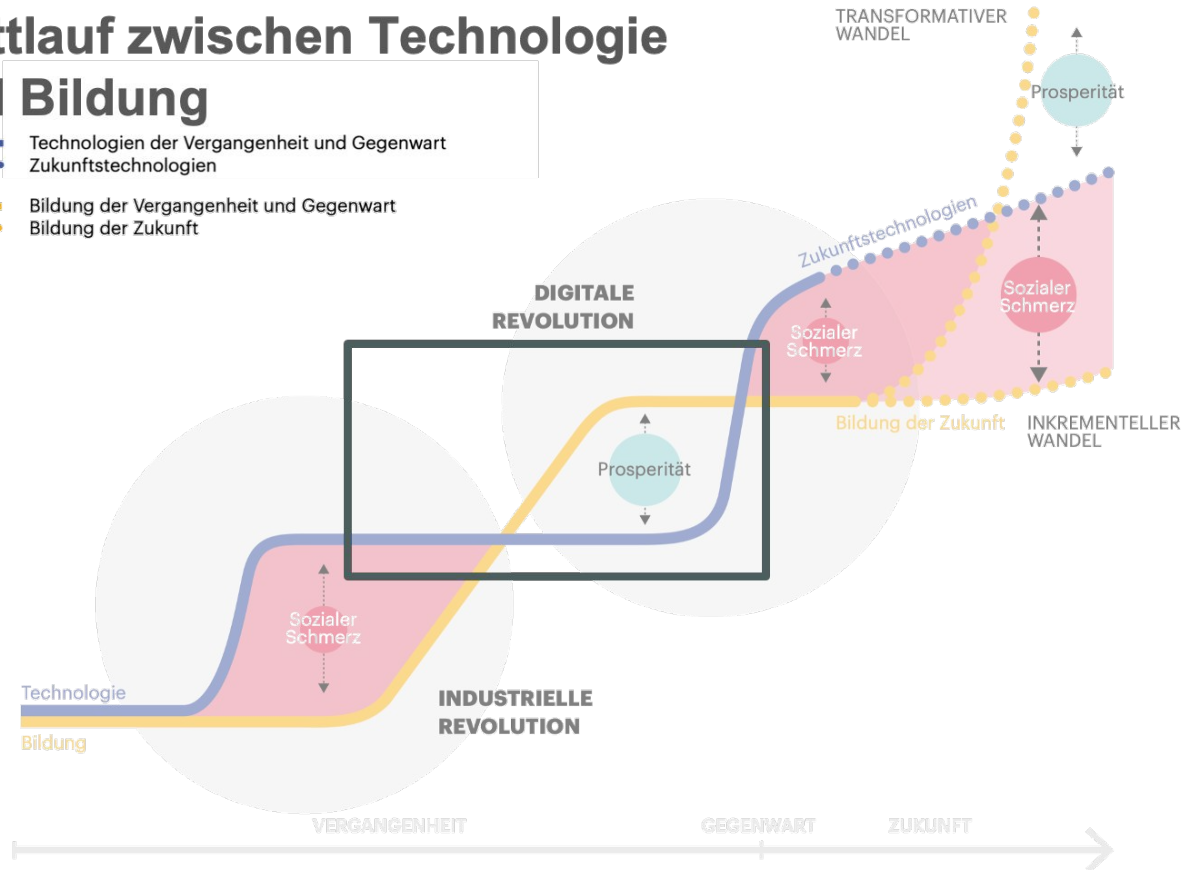 ttlauf zwischen Technologie
Bildung
Technologien der Vergangenheit und Gegenwart
Zukunftstechnologien
Bildung der Vergangenheit und Gegenwart
Bildung der Zukunft
TRANSFORMATIVER
WANDEL
Prosperität
Zukunftstechnologien
DIGITALE
REVOLUTION
Sozialer
Schmerz
Sozialer
Schmerz
Bildung der Zukunft
INKREMENTELLER
WANDEL
Prosperität
Sozialer
Schmerz
Technologie
Bildung
INDUSTRIELLE
REVOLUTION
VERGANGENHEIT
GEGENWART
ZUKUNFT